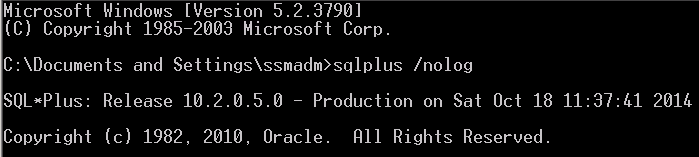 Microsoft Windows [Version 5.2.3790]
(C) Copyright 1985-2003 Microsoft Corp.
C:\Documents and Settings\ssmadm>sqlplus /nolog
SQL*Plus: Release 10.2.0.5.0 - Production on Sat Oct 18 11:37:41 2014
Copyright (c) 1982, 2010, Oracle.  All Rights Reserved.